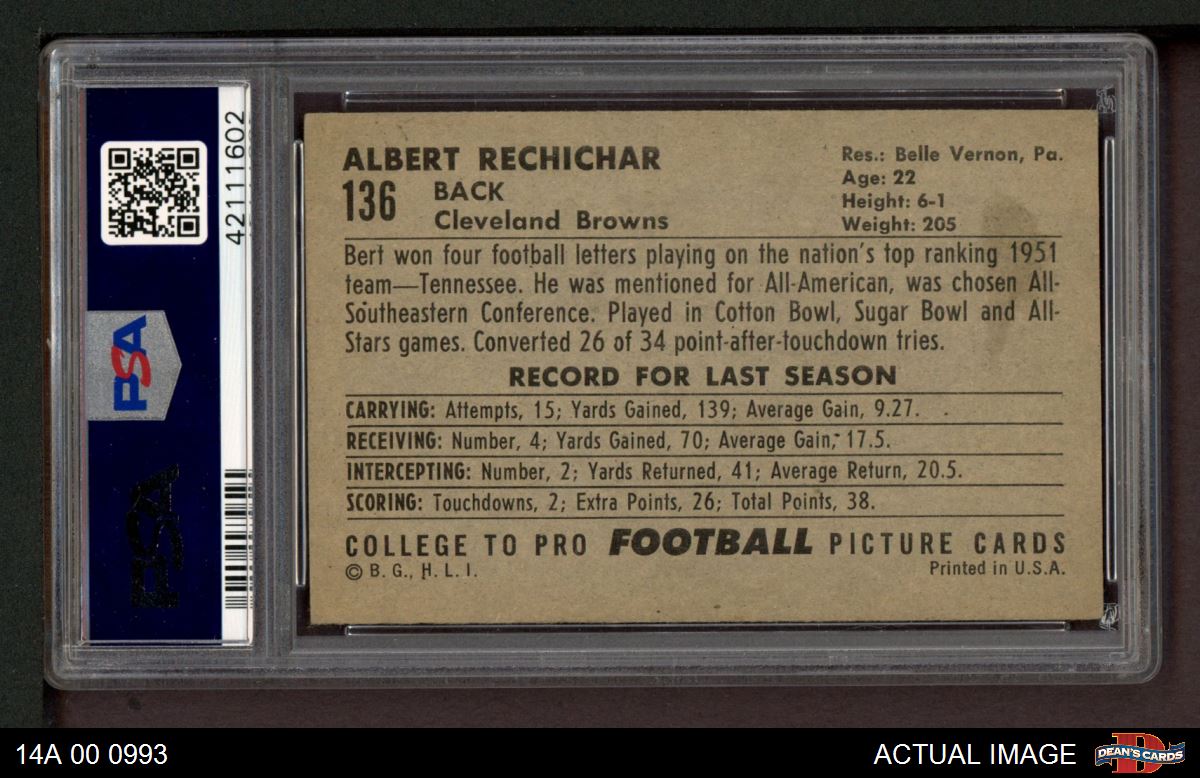 42111602
PSA
PSA
ALBERT RECHICHAR
136 BACK
Cleveland Browns
Res.: Belle Vernon, Pa.
Age: 22
Height: 6-1
Weight: 205
Bert won four football letters playing on the nation's top ranking 1951
team—Tennessee. He was mentioned for All-American, was chosen All-
Southeastern Conference. Played in Cotton Bowl, Sugar Bowl and All-
Stars games. Converted 26 of 34 point-after-touchdown tries.
RECORD FOR LAST SEASON
CARRYING: Attempts, 15; Yards Gained, 139; Average Gain, 9.27.
RECEIVING: Number, 4; Yards Gained, 70; Average Gain, 17.5.
INTERCEPTING: Number, 2; Yards Returned, 41; Average Return, 20.5.
SCORING: Touchdowns, 2; Extra Points, 26; Total Points, 38.
COLLEGE TO PRO FOOTBALL PICTURE CARDS
© B. G., H. L. I.
Printed in U.S.A.
14A 00 0993
ACTUAL IMAGE
D DEAN'S CARDS